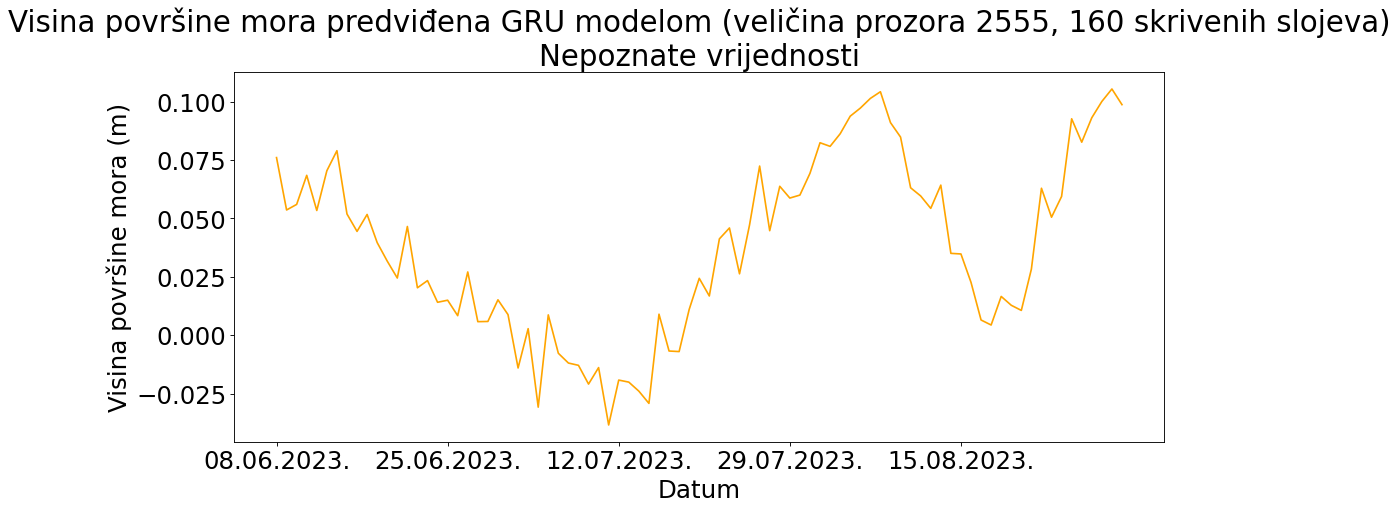 Visina površine mora predviđena GRU modelom (veličina prozora 2555, 160 skrivenih slojeva)
Nepoznate vrijednosti
Visina površine mora (m)
0.100
0.075
0.050
0.025
0.000
−0.025
08.06.2023. 25.06.2023. 12.07.2023. 29.07.2023. 15.08.2023.
Datum